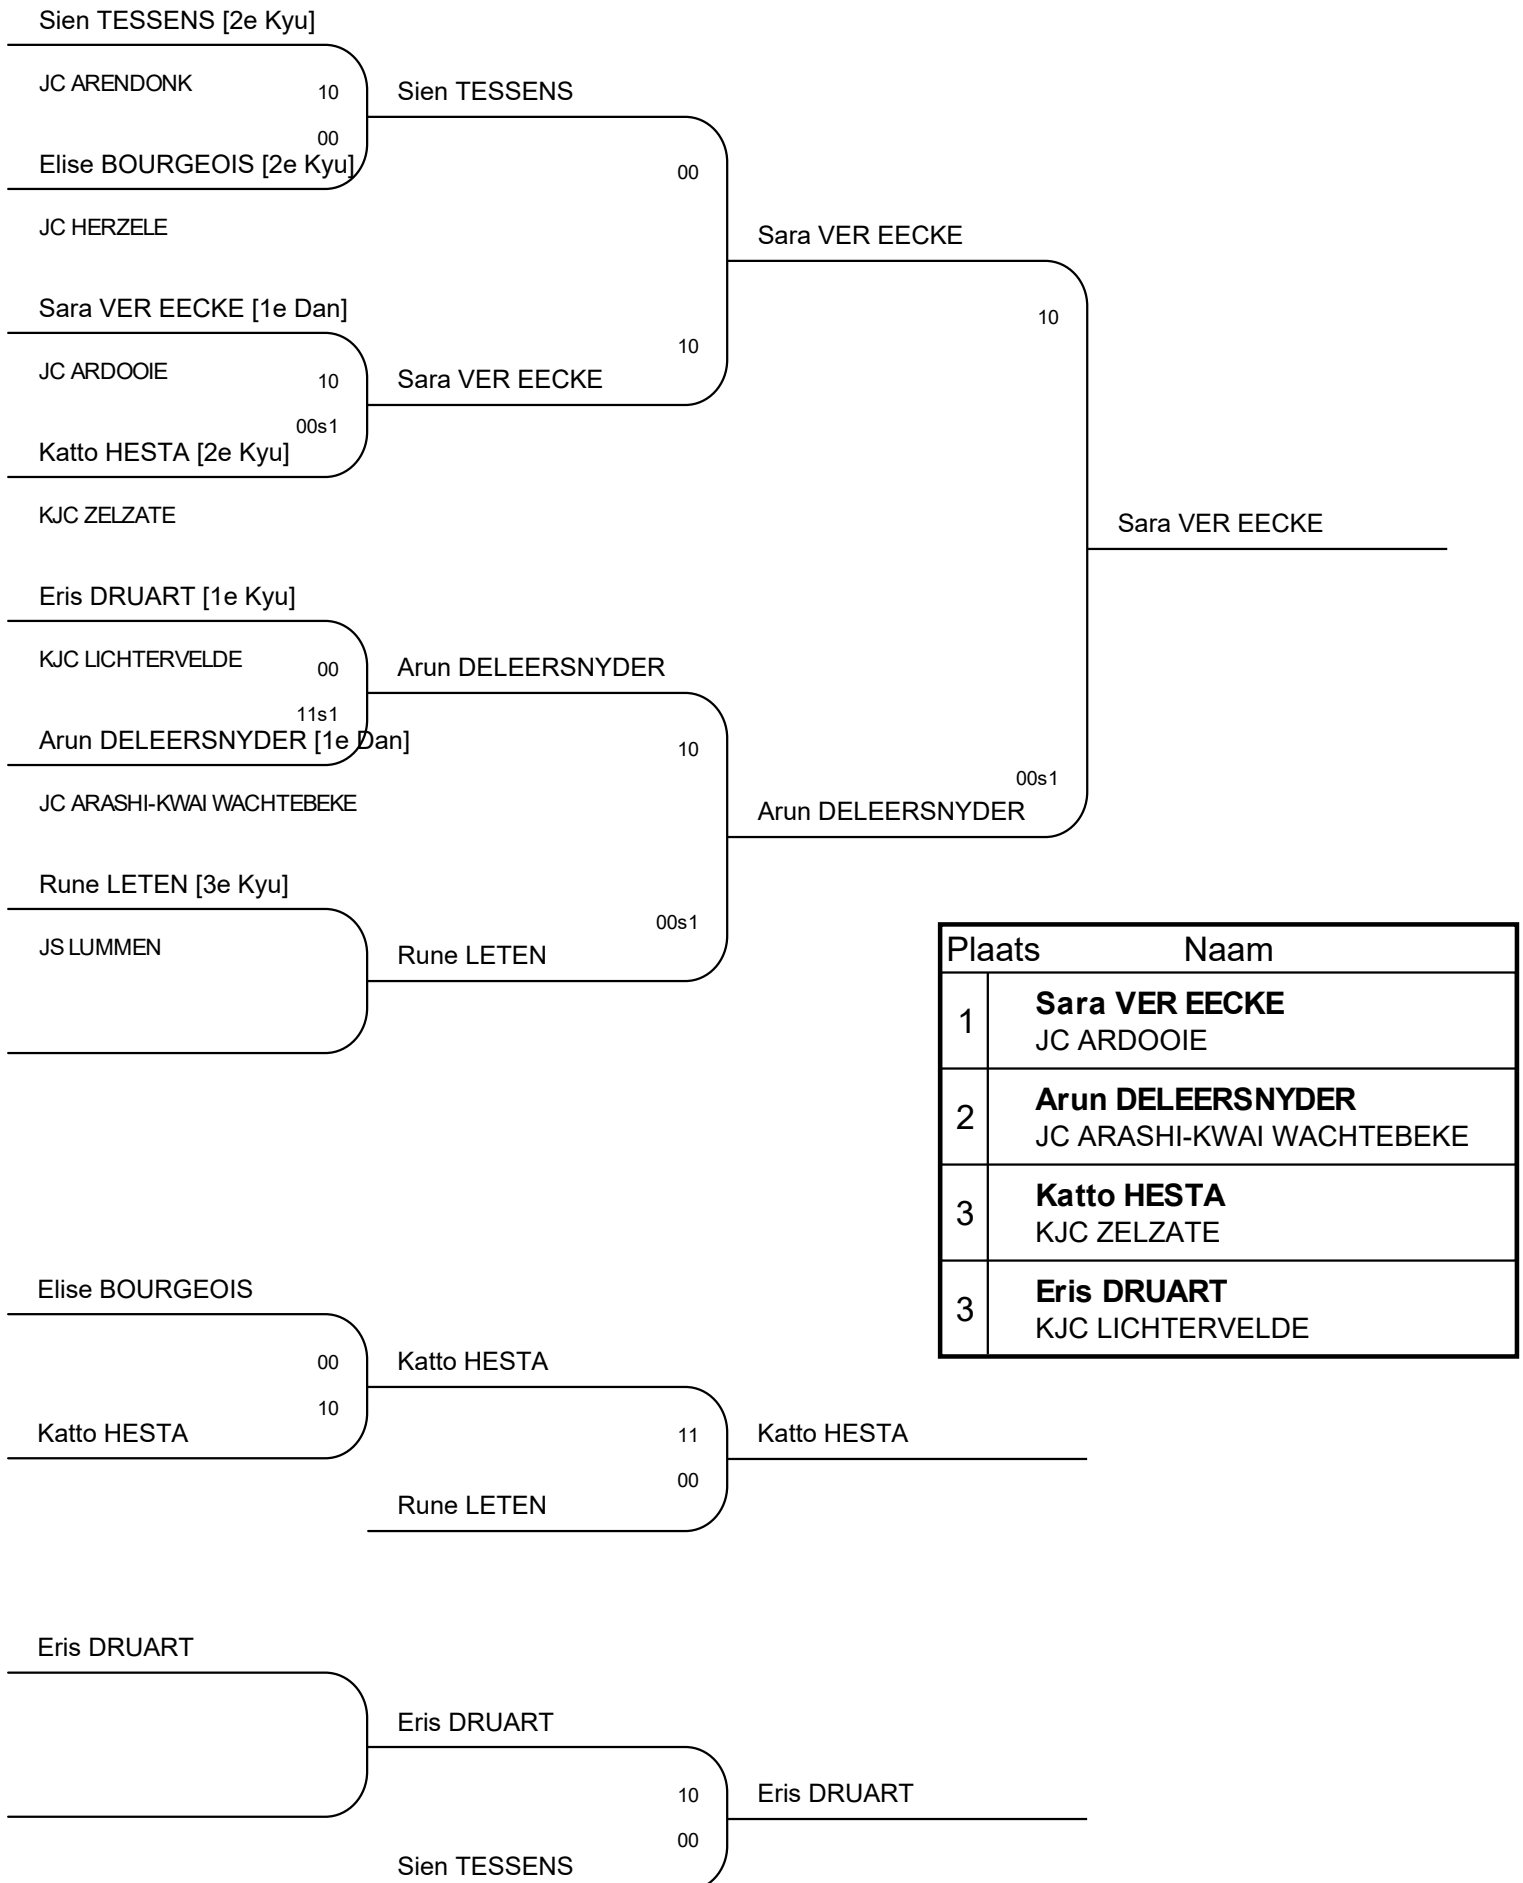 Sien TESSENS [2e Kyu]
JC ARENDONK
10
Sien TESSENS
00
Elise BOURGEOIS [2e Kyu]
00
JC HERZELE
Sara VER EECKE
Sara VER EECKE [1e Dan]
10
10
JC ARDOOIE
10
Sara VER EECKE
00s1
Katto HESTA [2e Kyu]
KJC ZELZATE
Sara VER EECKE
Eris DRUART [1e Kyu]
KJC LICHTERVELDE
00
Arun DELEERSNYDER
11s1
Arun DELEERSNYDER [1e Dan]
10
00s1
JC ARASHI-KWAI WACHTEBEKE
Arun DELEERSNYDER
Rune LETEN [3e Kyu]
00s1
JS LUMMEN
Rune LETEN
Plaats Naam
1 Sara VER EECKE
JC ARDOOIE
2 Arun DELEERSNYDER
JC ARASHI-KWAI WACHTEBEKE
3 Katto HESTA
KJC ZELZATE
3 Eris DRUART
KJC LICHTERVELDE
Elise BOURGEOIS
00
Katto HESTA
10
Katto HESTA
11
Katto HESTA
00
Rune LETEN
Eris DRUART
Eris DRUART
10
Eris DRUART
00
Sien TESSENS